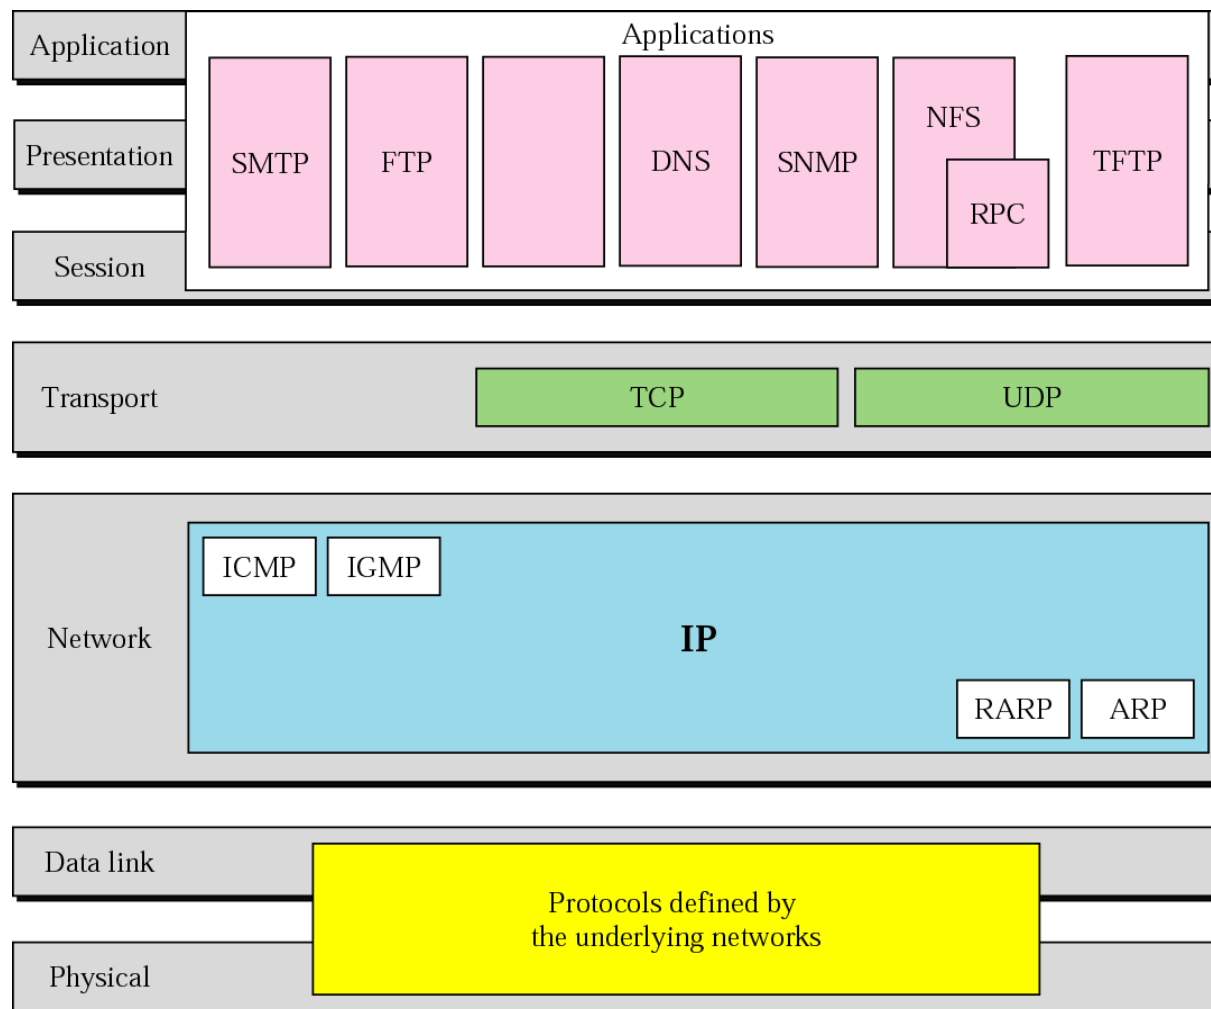 Application
Applications
Presentation
SMTP
FTP
DNS
SNMP
NFS
RPC
TFTP
Session
Transport
TCP
UDP
Network
ICMP
IGMP
IP
RARP
ARP
Data link
Protocols defined by
the underlying networks
Physical